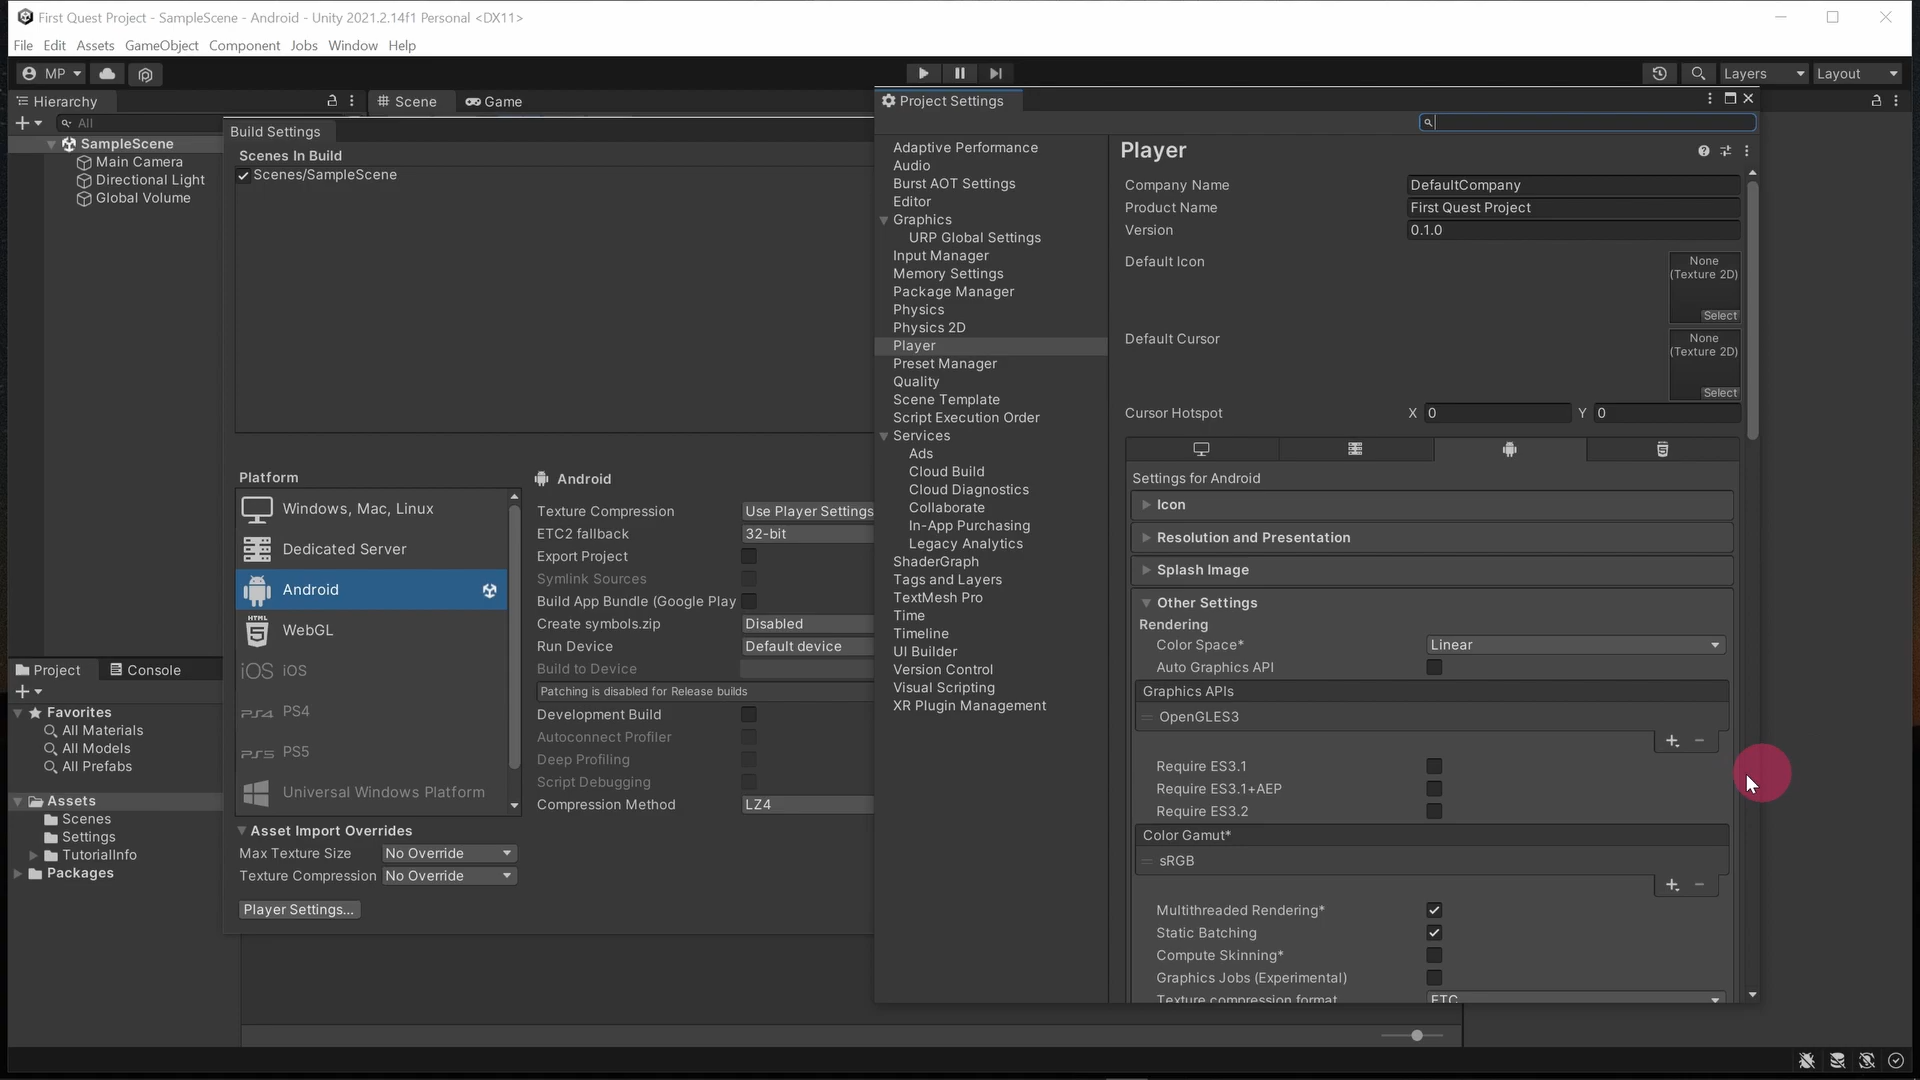 First Quest Project - SampleScene - Android - Unity 2021.2.14f1 Personal <DX11>
File Edit Assets GameObject Component Jobs Window Help
MP
Layers
Layout
Hierarchy
Scene
Game
All
SampleScene
Main Camera
Directional Light
Global Volume
Build Settings
Scenes In Build
Scenes/SampleScene
Platform
Windows, Mac, Linux
Dedicated Server
Android
HTML 5
WebGL
iOS iOS
PS4 PS4
PS5 PS5
Universal Windows Platform
Asset Import Overrides
Max Texture Size No Override
Texture Compression No Override
Player Settings...
Android
Texture Compression Use Player Settings
ETC2 fallback 32-bit
Export Project
Symlink Sources
Build App Bundle (Google Play
Create symbols.zip Disabled
Run Device Default device
Build to Device
Patching is disabled for Release builds
Development Build
Autoconnect Profiler
Deep Profiling
Script Debugging
Compression Method LZ4
Project
Console
Favorites
All Materials
All Models
All Prefabs
Assets
Scenes
Settings
TutorialInfo
Packages
Project Settings
Adaptive Performance
Audio
Burst AOT Settings
Editor
Graphics
URP Global Settings
Input Manager
Memory Settings
Package Manager
Physics
Physics 2D
Player
Preset Manager
Quality
Scene Template
Script Execution Order
Services
Ads
Cloud Build
Cloud Diagnostics
Collaborate
In-App Purchasing
Legacy Analytics
ShaderGraph
Tags and Layers
TextMesh Pro
Time
Timeline
UI Builder
Version Control
Visual Scripting
XR Plugin Management
Player
Company Name DefaultCompany
Product Name First Quest Project
Version 0.1.0
Default Icon
None
(Texture 2D)
Select
Default Cursor
None
(Texture 2D)
Select
Cursor Hotspot X 0 Y 0
Settings for Android
Icon
Resolution and Presentation
Splash Image
Other Settings
Rendering
Color Space* Linear
Auto Graphics API
Graphics APIs
OpenGLES3
Require ES3.1
Require ES3.1+AEP
Require ES3.2
Color Gamut*
sRGB
Multithreaded Rendering*
Static Batching
Compute Skinning*
Graphics Jobs (Experimental)
Texture compression format ETC